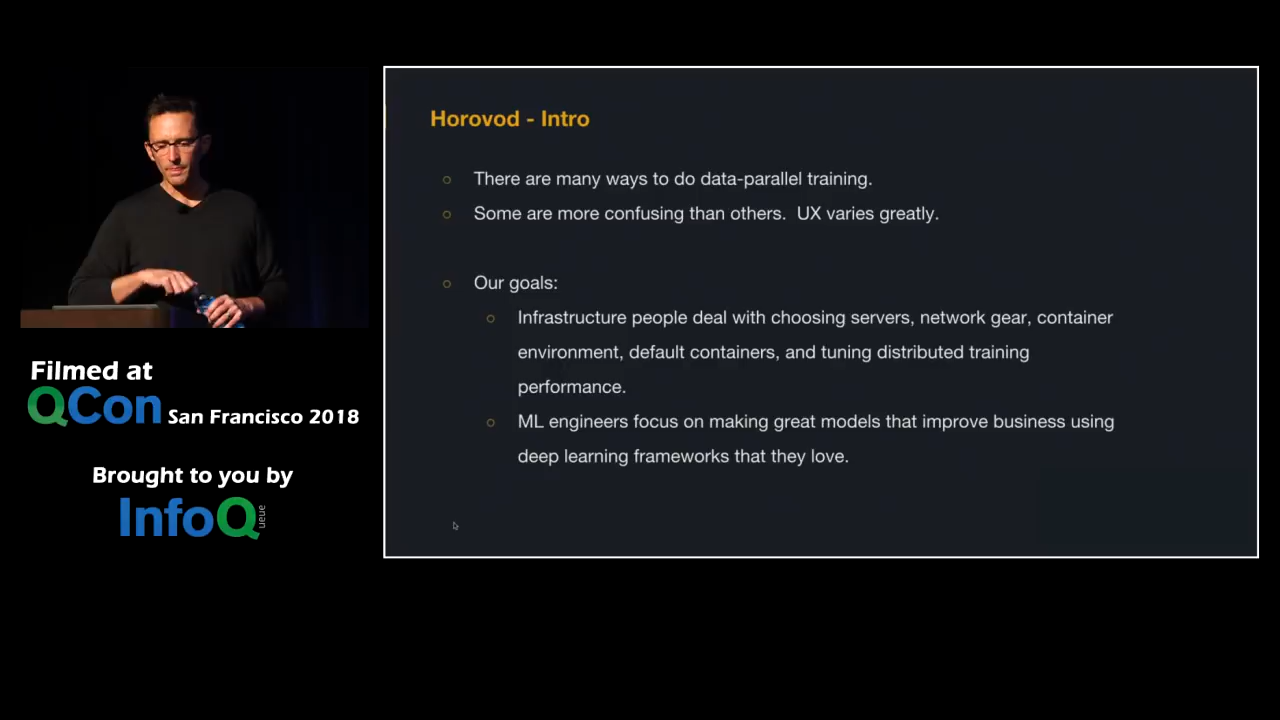 Horovod - Intro
There are many ways to do data-parallel training.
Some are more confusing than others.  UX varies greatly.
Our goals:
Infrastructure people deal with choosing servers, network gear, container
environment, default containers, and tuning distributed training
performance.
ML engineers focus on making great models that improve business using
deep learning frameworks that they love.
Filmed at
QCon San Francisco 2018
Brought to you by
InfoQ
ueue